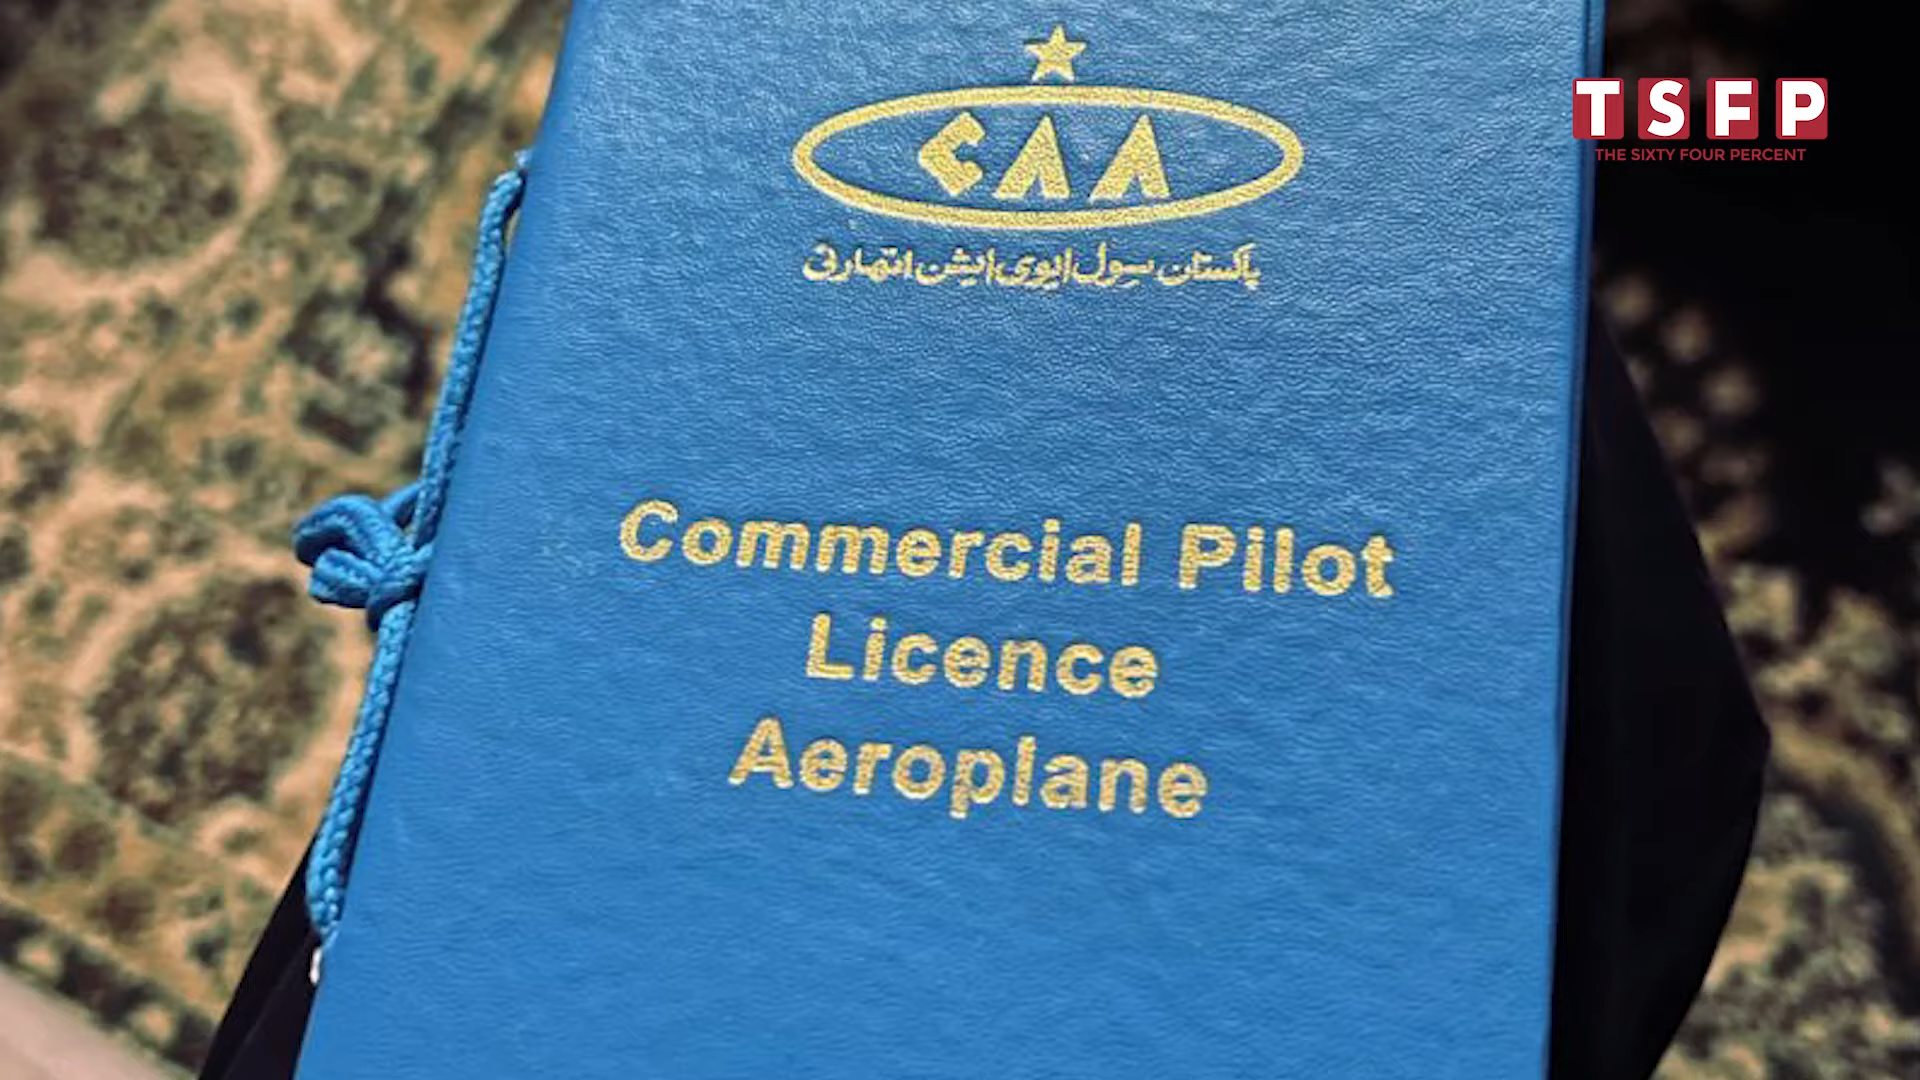 CAA
پاکستان سول ایوی ایشن اتھارٹی
Commercial Pilot
Licence
Aeroplane
TSFP
THE SIXTY FOUR PERCENT